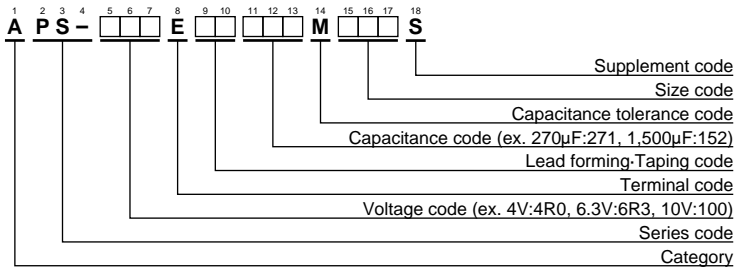 1 2 3 4 5 6 7 8 9 10 11 12 13 14 15 16 17 18
A PS– □□□ E □□ □□□ M □□□ S
Supplement code
Size code
Capacitance tolerance code
Capacitance code (ex. 270µF:271, 1,500µF:152)
Lead forming·Taping code
Terminal code
Voltage code (ex. 4V:4R0, 6.3V:6R3, 10V:100)
Series code
Category